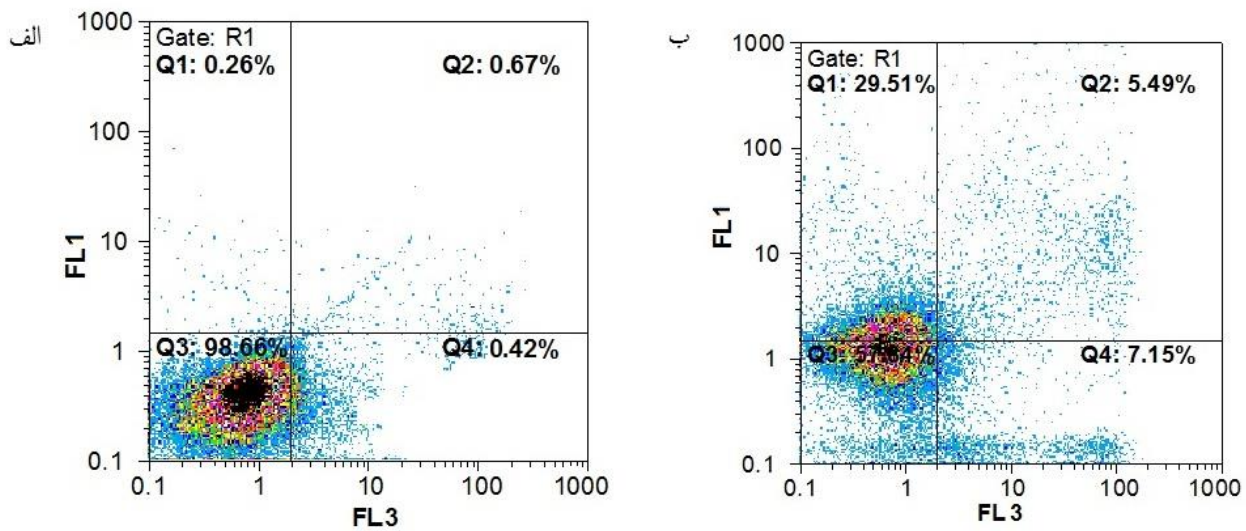 الف
1000
100
10
1
0.1
FL1
Gate: R1
Q1: 0.26%
Q2: 0.67%
Q3: 98.66%
Q4: 0.42%
0.1 1 10 100 1000
FL3
ب
1000
100
10
1
0.1
FL1
Gate: R1
Q1: 29.51%
Q2: 5.49%
Q3:
Q4: 7.15%
0.1 1 10 100 1000
FL3